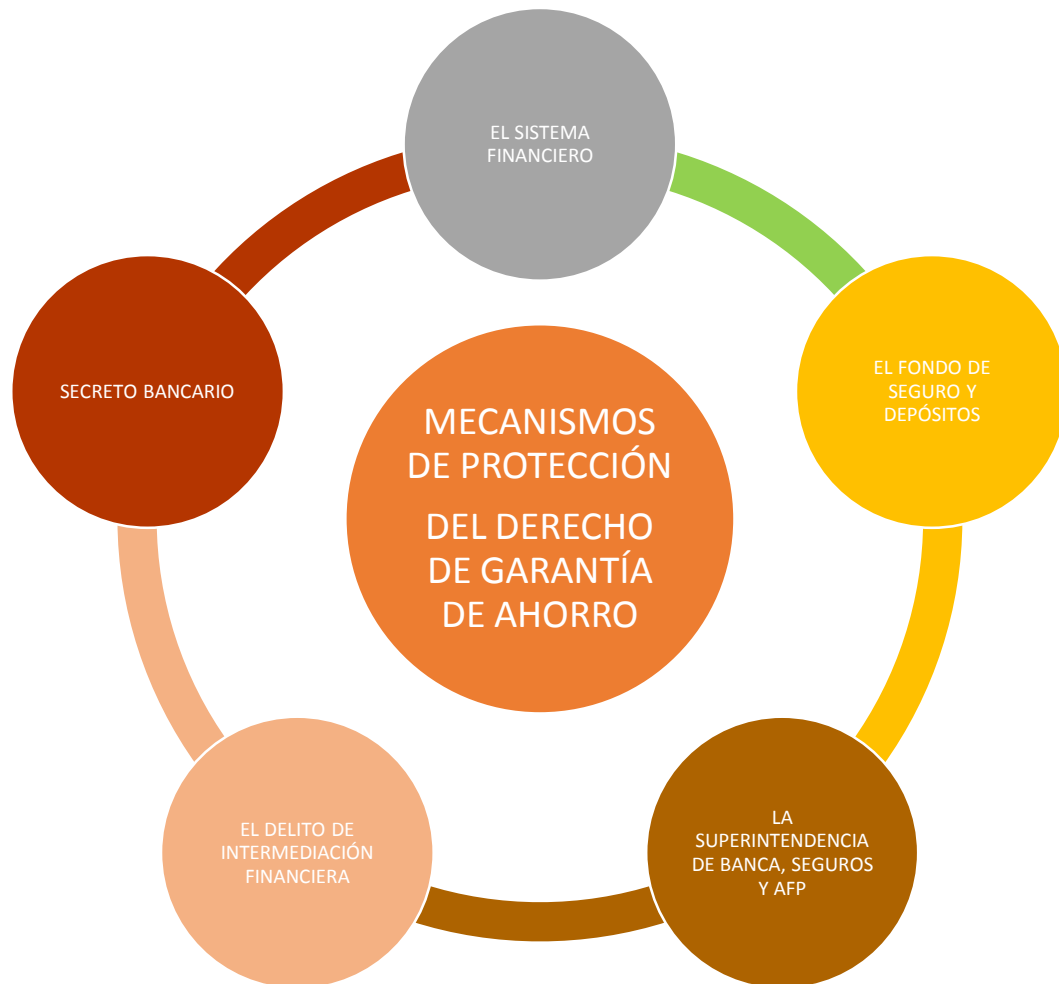 EL SISTEMA
FINANCIERO
EL FONDO DE
SEGURO Y
DEPÓSITOS
SECRETO BANCARIO
MECANISMOS
DE PROTECCIÓN
DEL DERECHO
DE GARANTÍA
DE AHORRO
LA
SUPERINTENDENCIA
DE BANCA, SEGUROS
Y AFP
EL DELITO DE
INTERMEDIACIÓN
FINANCIERA